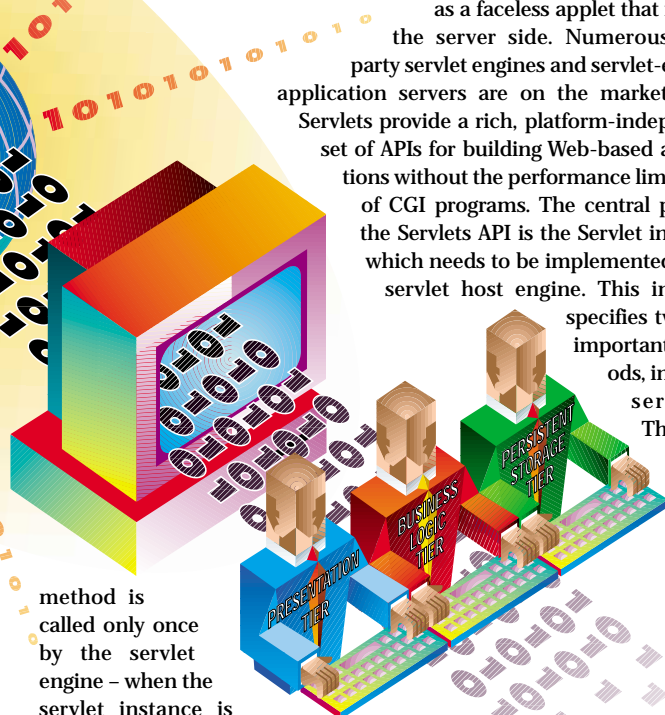 as a faceless applet that
the server side. Numerous
party servlet engines and servlet-
application servers are on the market
Servlets provide a rich, platform-indep
set of APIs for building Web-based a
tions without the performance lim
of CGI programs. The central p
the Servlets API is the Servlet in
which needs to be implemented
servlet host engine. This in
specifies tw
important
ods, in
ser
Th
PERSISTENT
STORAGE
TIER
BUSINESS
LOGIC
TIER
PRESENTATION
TIER
method is
called only once
by the servlet
engine – when the
servlet instance is
101010101010